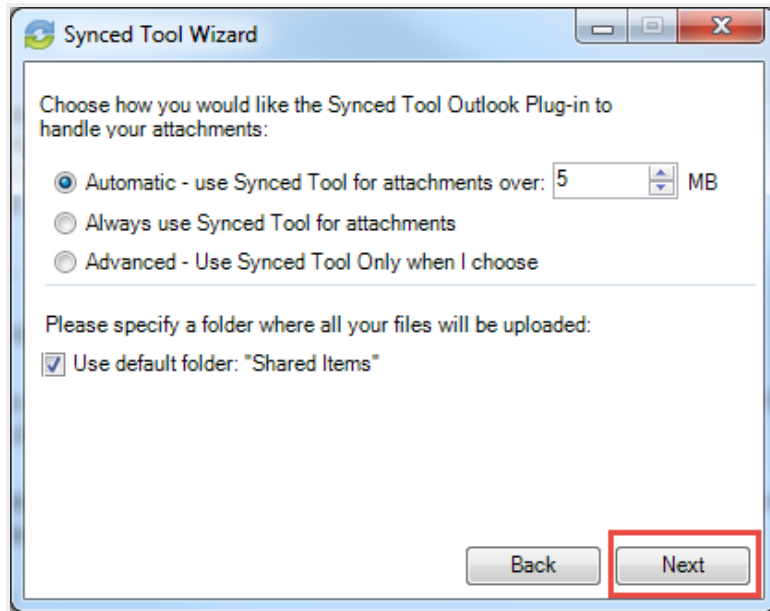 Synced Tool Wizard
Choose how you would like the Synced Tool Outlook Plug-in to
handle your attachments:
Automatic - use Synced Tool for attachments over: 5 MB
Always use Synced Tool for attachments
Advanced - Use Synced Tool Only when I choose
Please specify a folder where all your files will be uploaded:
Use default folder: "Shared Items"
Back Next